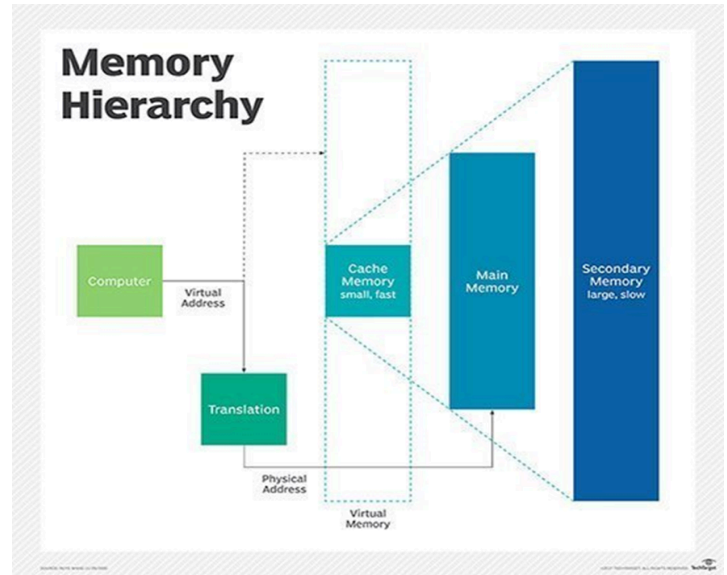 Memory
Hierarchy
Computer
Virtual
Address
Cache
Memory
small, fast
Main
Memory
Secondary
Memory
large, slow
Translation
Physical
Address
Virtual
Memory
TechTarget